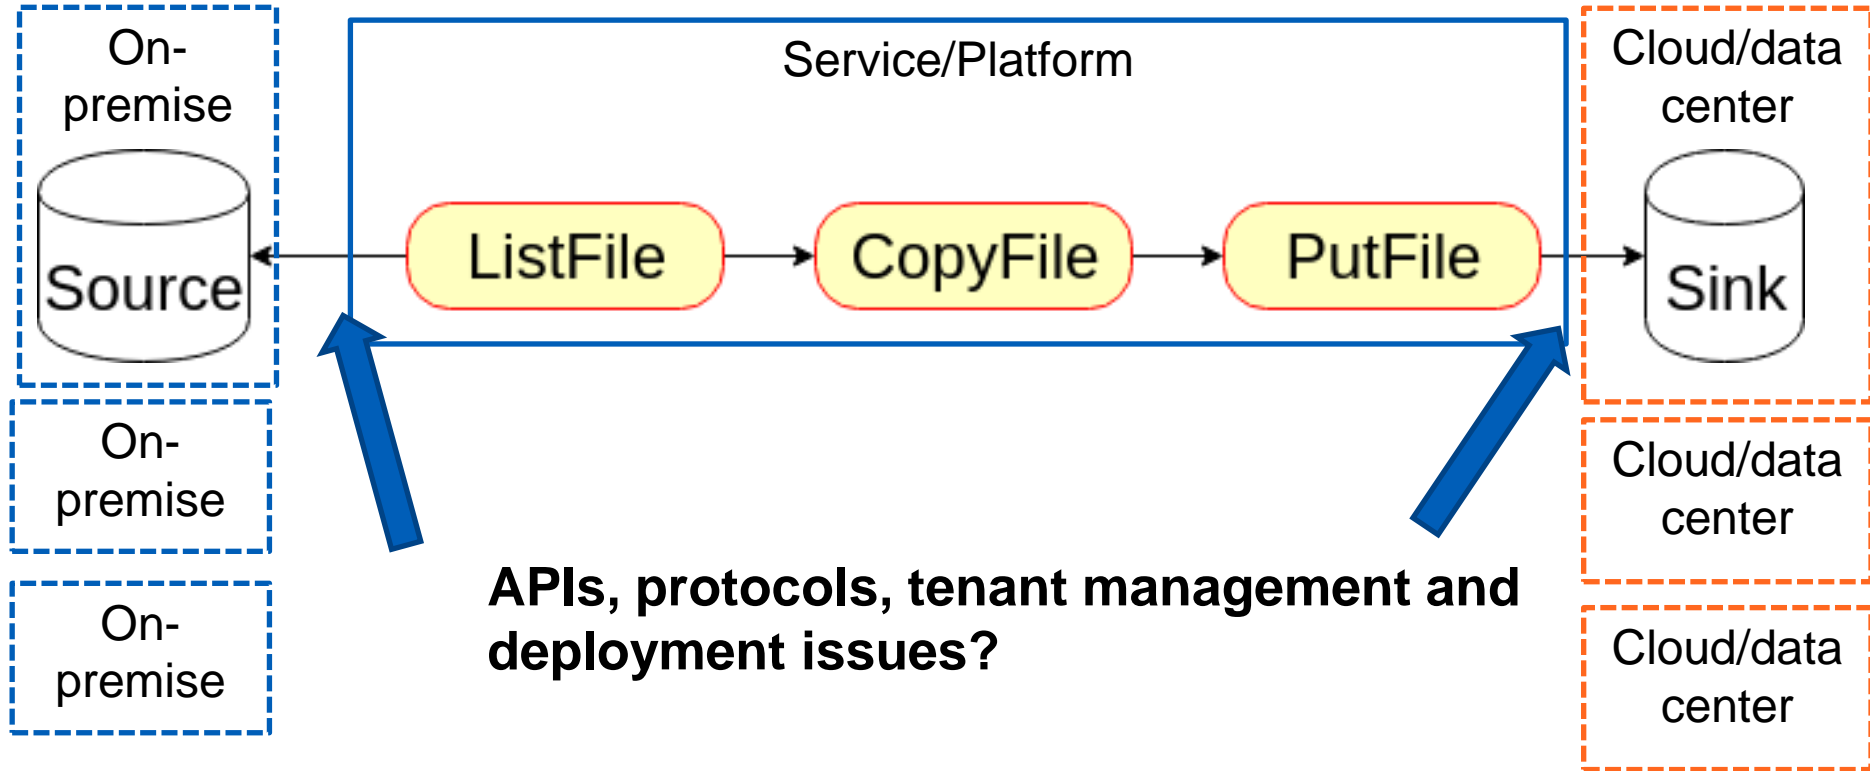 On-
premise
Service/Platform
Cloud/data
center
Source
ListFile
CopyFile
PutFile
Sink
On-
premise
Cloud/data
center
APIs, protocols, tenant management and
deployment issues?
On-
premise
Cloud/data
center